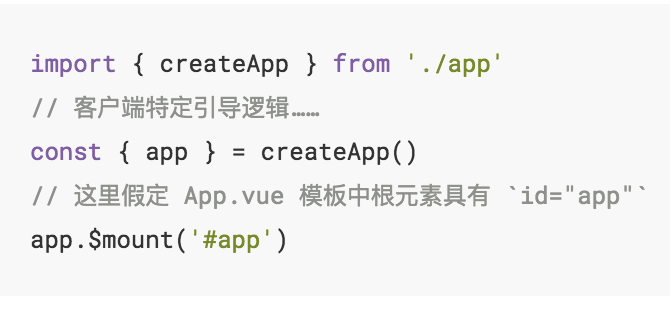 import { createApp } from './app'
// 客户端特定引导逻辑……
const { app } = createApp()
// 这里假定 App.vue 模板中根元素具有 `id="app"`
app.$mount('#app')